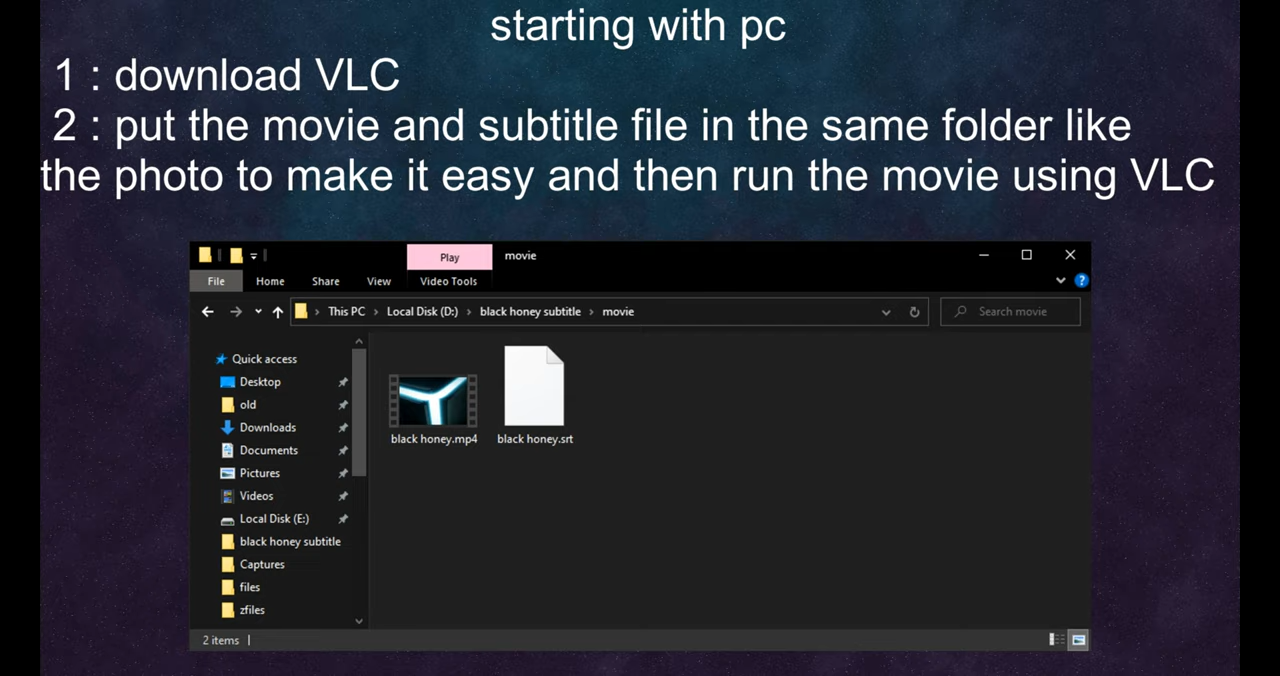 starting with pc
1 : download VLC
2 : put the movie and subtitle file in the same folder like
the photo to make it easy and then run the movie using VLC
Play movie
File Home Share View Video Tools
This PC › Local Disk (D:) › black honey subtitle › movie
Search movie
Quick access
Desktop
old
Downloads
Documents
Pictures
Videos
Local Disk (E:)
black honey subtitle
Captures
files
zfiles
black honey.mp4 black honey.srt
2 items